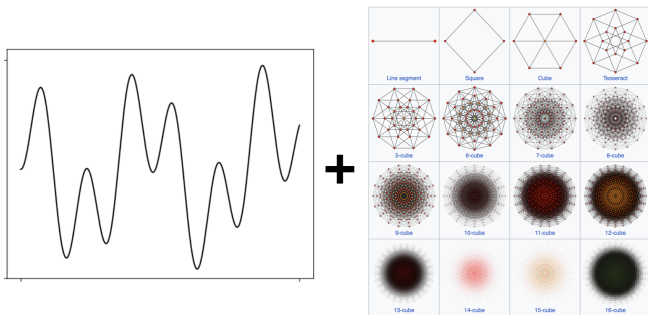 +
Line segment Square Cube Tesseract
5-cube 6-cube 7-cube 8-cube
9-cube 10-cube 11-cube 12-cube
13-cube 14-cube 15-cube 16-cube